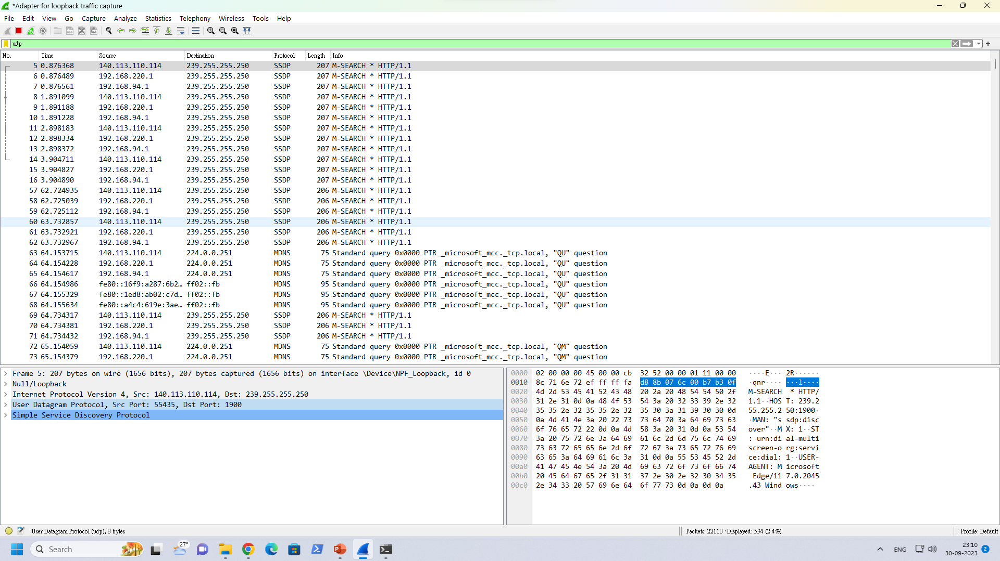 *Adapter for loopback traffic capture
File Edit View Go Capture Analyze Statistics Telephony Wireless Tools Help
udp
No. Time Source Destination Protocol Length Info
5 0.876368 140.113.110.114 239.255.255.250 SSDP 207 M-SEARCH * HTTP/1.1
6 0.876489 192.168.220.1 239.255.255.250 SSDP 207 M-SEARCH * HTTP/1.1
7 0.876561 192.168.94.1 239.255.255.250 SSDP 207 M-SEARCH * HTTP/1.1
8 1.891099 140.113.110.114 239.255.255.250 SSDP 207 M-SEARCH * HTTP/1.1
9 1.891188 192.168.220.1 239.255.255.250 SSDP 207 M-SEARCH * HTTP/1.1
10 1.891228 192.168.94.1 239.255.255.250 SSDP 207 M-SEARCH * HTTP/1.1
11 2.898183 140.113.110.114 239.255.255.250 SSDP 207 M-SEARCH * HTTP/1.1
12 2.898334 192.168.220.1 239.255.255.250 SSDP 207 M-SEARCH * HTTP/1.1
13 2.898372 192.168.94.1 239.255.255.250 SSDP 207 M-SEARCH * HTTP/1.1
14 3.904711 140.113.110.114 239.255.255.250 SSDP 207 M-SEARCH * HTTP/1.1
15 3.904827 192.168.220.1 239.255.255.250 SSDP 207 M-SEARCH * HTTP/1.1
16 3.904890 192.168.94.1 239.255.255.250 SSDP 207 M-SEARCH * HTTP/1.1
57 62.724935 140.113.110.114 239.255.255.250 SSDP 206 M-SEARCH * HTTP/1.1
58 62.725039 192.168.220.1 239.255.255.250 SSDP 206 M-SEARCH * HTTP/1.1
59 62.725112 192.168.94.1 239.255.255.250 SSDP 206 M-SEARCH * HTTP/1.1
60 63.732857 140.113.110.114 239.255.255.250 SSDP 206 M-SEARCH * HTTP/1.1
61 63.732921 192.168.220.1 239.255.255.250 SSDP 206 M-SEARCH * HTTP/1.1
62 63.732967 192.168.94.1 239.255.255.250 SSDP 206 M-SEARCH * HTTP/1.1
63 64.153715 140.113.110.114 224.0.0.251 MDNS 75 Standard query 0x0000 PTR _microsoft_mcc._tcp.local, "QU" question
64 64.154228 192.168.220.1 224.0.0.251 MDNS 75 Standard query 0x0000 PTR _microsoft_mcc._tcp.local, "QU" question
65 64.154617 192.168.94.1 224.0.0.251 MDNS 75 Standard query 0x0000 PTR _microsoft_mcc._tcp.local, "QU" question
66 64.154986 fe80::16f9:a287:6b2… ff02::fb MDNS 95 Standard query 0x0000 PTR _microsoft_mcc._tcp.local, "QU" question
67 64.155329 fe80::1ed8:ab02:c7d… ff02::fb MDNS 95 Standard query 0x0000 PTR _microsoft_mcc._tcp.local, "QU" question
68 64.155634 fe80::a4c4:619e:3ae… ff02::fb MDNS 95 Standard query 0x0000 PTR _microsoft_mcc._tcp.local, "QU" question
69 64.734317 140.113.110.114 239.255.255.250 SSDP 206 M-SEARCH * HTTP/1.1
70 64.734381 192.168.220.1 239.255.255.250 SSDP 206 M-SEARCH * HTTP/1.1
71 64.734432 192.168.94.1 239.255.255.250 SSDP 206 M-SEARCH * HTTP/1.1
72 65.154059 140.113.110.114 224.0.0.251 MDNS 75 Standard query 0x0000 PTR _microsoft_mcc._tcp.local, "QM" question
73 65.154379 192.168.220.1 224.0.0.251 MDNS 75 Standard query 0x0000 PTR _microsoft_mcc._tcp.local, "QM" question
Frame 5: 207 bytes on wire (1656 bits), 207 bytes captured (1656 bits) on interface \Device\NPF_Loopback, id 0
Null/Loopback
Internet Protocol Version 4, Src: 140.113.110.114, Dst: 239.255.255.250
User Datagram Protocol, Src Port: 55435, Dst Port: 1900
Simple Service Discovery Protocol
0000 02 00 00 00 45 00 00 cb 32 52 00 00 01 11 00 00 ····E··· 2R······
0010 8c 71 6e 72 ef ff ff fa d8 8b 07 6c 00 b7 b3 0f ·qnr···· ···l····
0020 4d 2d 53 45 41 52 43 48 20 2a 20 48 54 54 50 2f M-SEARCH * HTTP/
0030 31 2e 31 0d 0a 48 4f 53 54 3a 20 32 33 39 2e 32 1.1··HOS T: 239.2
0040 35 35 2e 32 35 35 2e 32 35 30 3a 31 39 30 30 0d 55.255.2 50:1900·
0050 0a 4d 41 4e 3a 20 22 73 73 64 70 3a 64 69 73 63 ·MAN: "s sdp:disc
0060 6f 76 65 72 22 0d 0a 4d 58 3a 20 31 0d 0a 53 54 over"··M X: 1··ST
0070 3a 20 75 72 6e 3a 64 69 61 6c 2d 6d 75 6c 74 69 : urn:di al-multi
0080 73 63 72 65 65 6e 2d 6f 72 67 3a 73 65 72 76 69 screen-o rg:servi
0090 63 65 3a 64 69 61 6c 3a 31 0d 0a 55 53 45 52 2d ce:dial: 1··USER-
00a0 41 47 45 4e 54 3a 20 4d 69 63 72 6f 73 6f 66 74 AGENT: M icrosoft
00b0 20 45 64 67 65 2f 31 31 37 2e 30 2e 32 30 34 35 Edge/11 7.0.2045
00c0 2e 34 33 20 57 69 6e 64 6f 77 73 0d 0a 0d 0a .43 Wind ows····
User Datagram Protocol (udp), 8 bytes
Packets: 22110 · Displayed: 534 (2.4%)
Profile: Default
Search
27°
ENG
23:10
30-09-2023
2